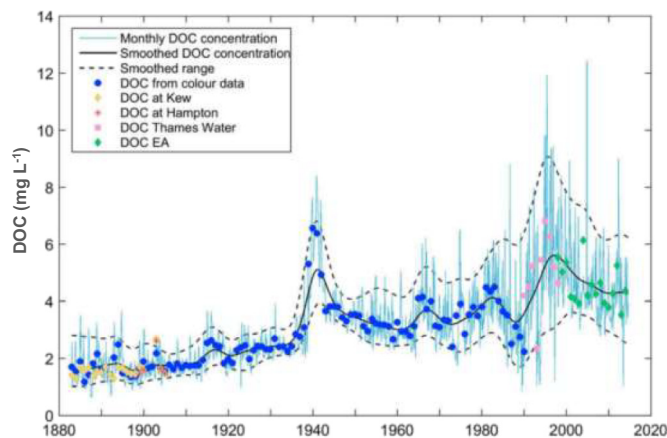 14
12
10
8
6
4
2
0
DOC (mg L-1)
Monthly DOC concentration
Smoothed DOC concentration
Smoothed range
DOC from colour data
DOC at Kew
DOC at Hampton
DOC Thames Water
DOC EA
1880 1900 1920 1940 1960 1980 2000 2020